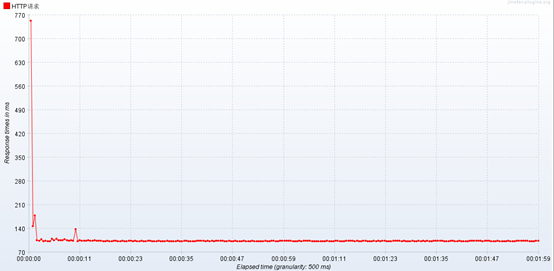 HTTP请求
jmeter-plugins.org
770
700
630
560
490
420
350
280
210
140
70
Response times in ms
00:00:00 00:00:11 00:00:23 00:00:35 00:00:47 00:00:59 00:01:11 00:01:23 00:01:35 00:01:47 00:01:59
Elapsed time (granularity: 500 ms)